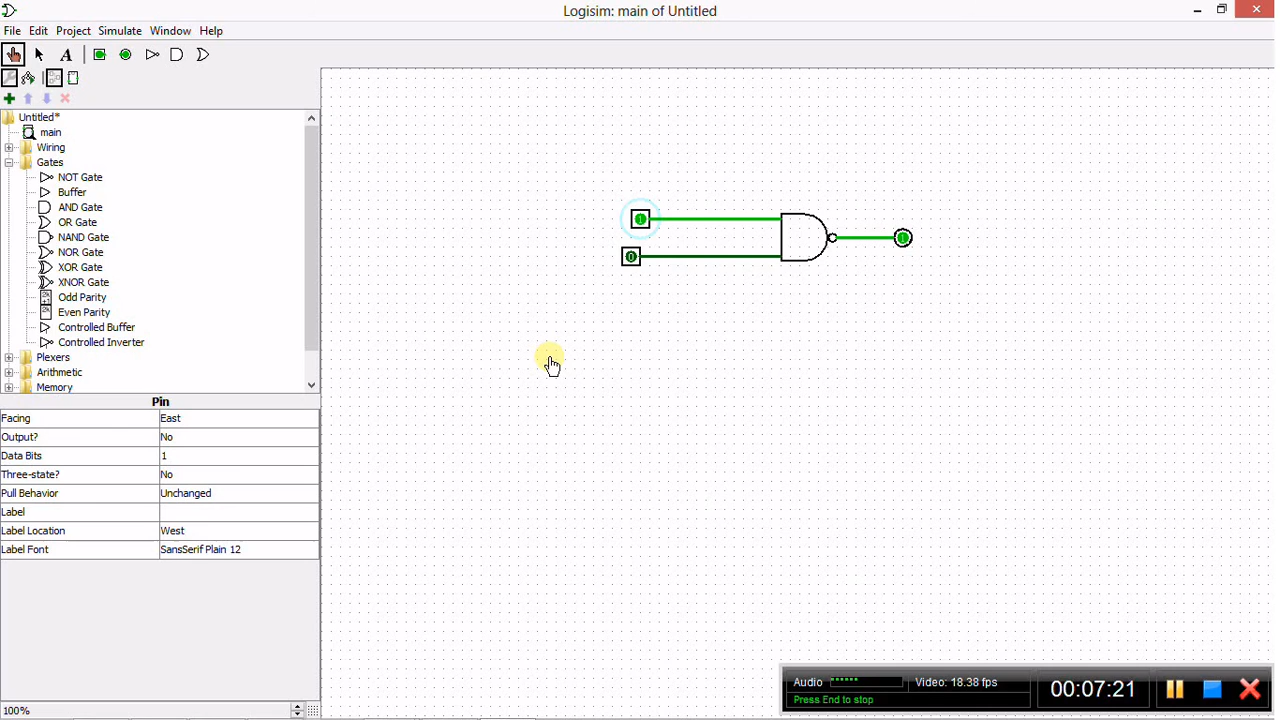 Logisim: main of Untitled
File Edit Project Simulate Window Help
A
Untitled*
main
Wiring
Gates
NOT Gate
Buffer
AND Gate
OR Gate
NAND Gate
NOR Gate
XOR Gate
XNOR Gate
Odd Parity
Even Parity
Controlled Buffer
Controlled Inverter
Plexers
Arithmetic
Memory
Pin
Facing East
Output? No
Data Bits 1
Three-state? No
Pull Behavior Unchanged
Label
Label Location West
Label Font SansSerif Plain 12
100%
1
0
1
Audio Video: 18.38 fps
Press End to stop
00:07:21